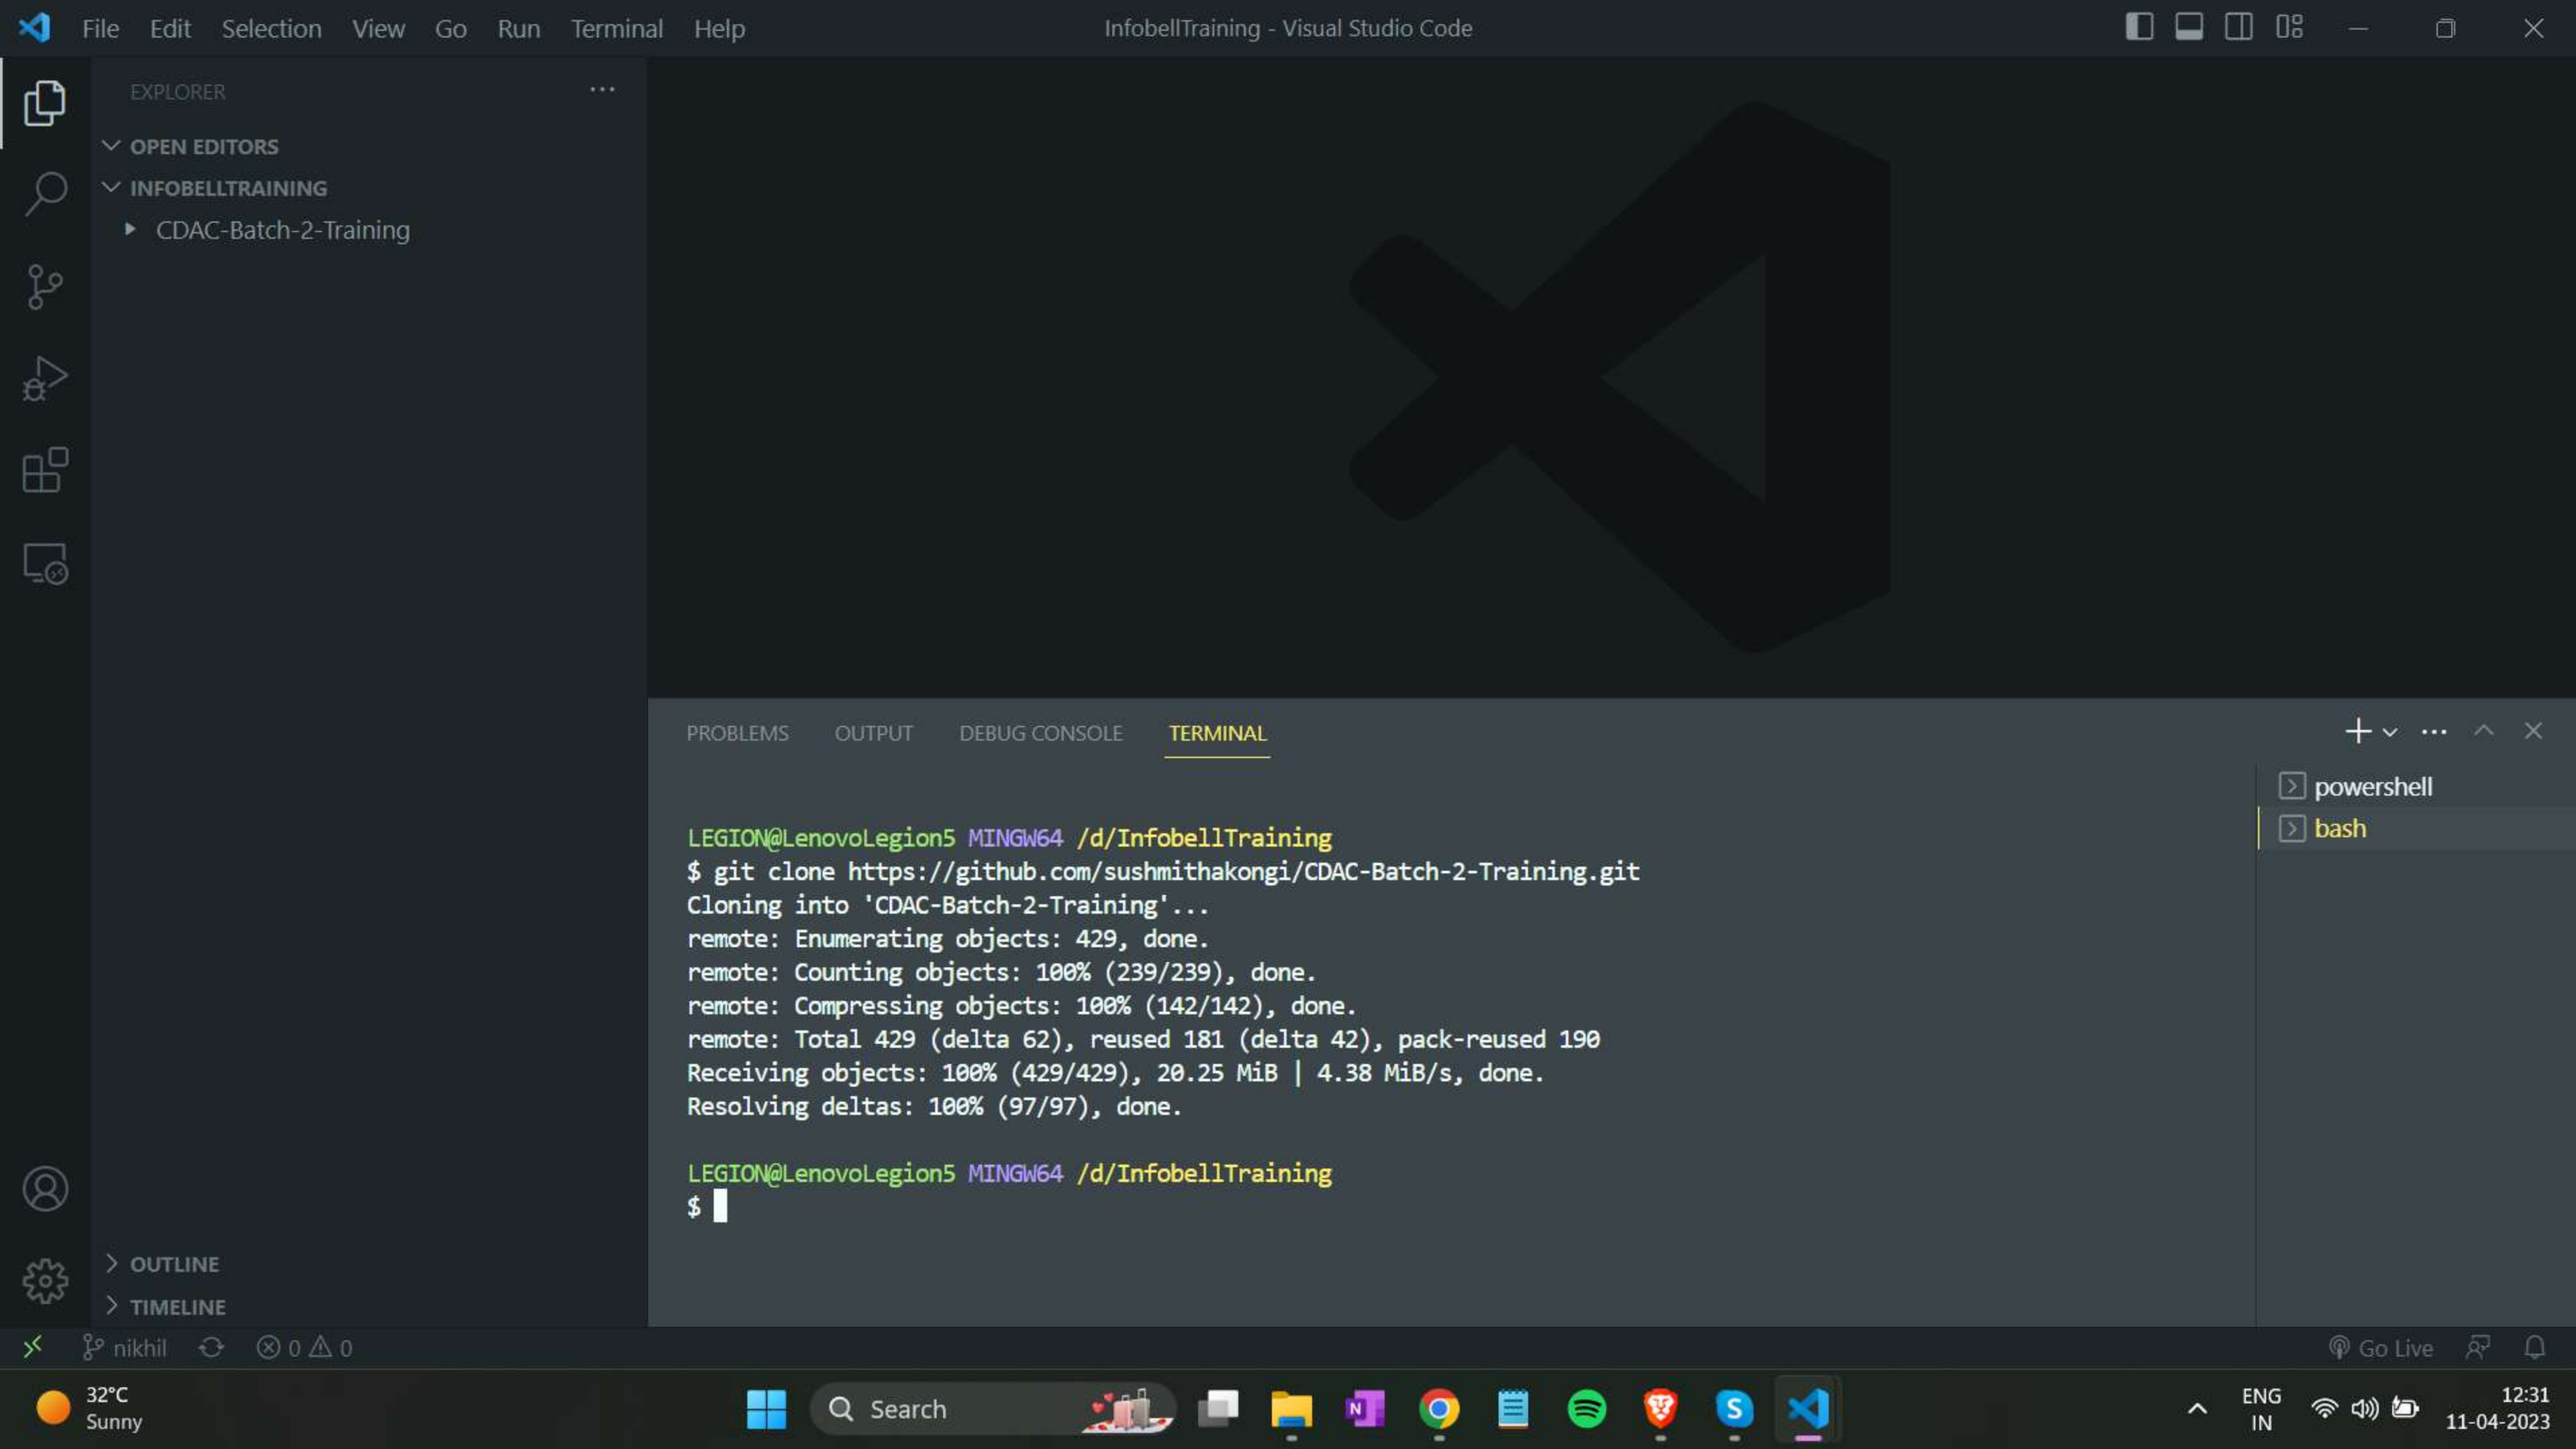 File Edit Selection View Go Run Terminal Help
InfobellTraining - Visual Studio Code
EXPLORER
OPEN EDITORS
INFOBELLTRAINING
CDAC-Batch-2-Training
PROBLEMS OUTPUT DEBUG CONSOLE TERMINAL
powershell
bash
LEGION@LenovoLegion5 MINGW64 /d/InfobellTraining
$ git clone https://github.com/sushmithakongi/CDAC-Batch-2-Training.git
Cloning into 'CDAC-Batch-2-Training'...
remote: Enumerating objects: 429, done.
remote: Counting objects: 100% (239/239), done.
remote: Compressing objects: 100% (142/142), done.
remote: Total 429 (delta 62), reused 181 (delta 42), pack-reused 190
Receiving objects: 100% (429/429), 20.25 MiB | 4.38 MiB/s, done.
Resolving deltas: 100% (97/97), done.
LEGION@LenovoLegion5 MINGW64 /d/InfobellTraining
$
OUTLINE
TIMELINE
nikhil 0 0
Go Live
32°C
Sunny
Search
N
S
ENG
IN
12:31
11-04-2023